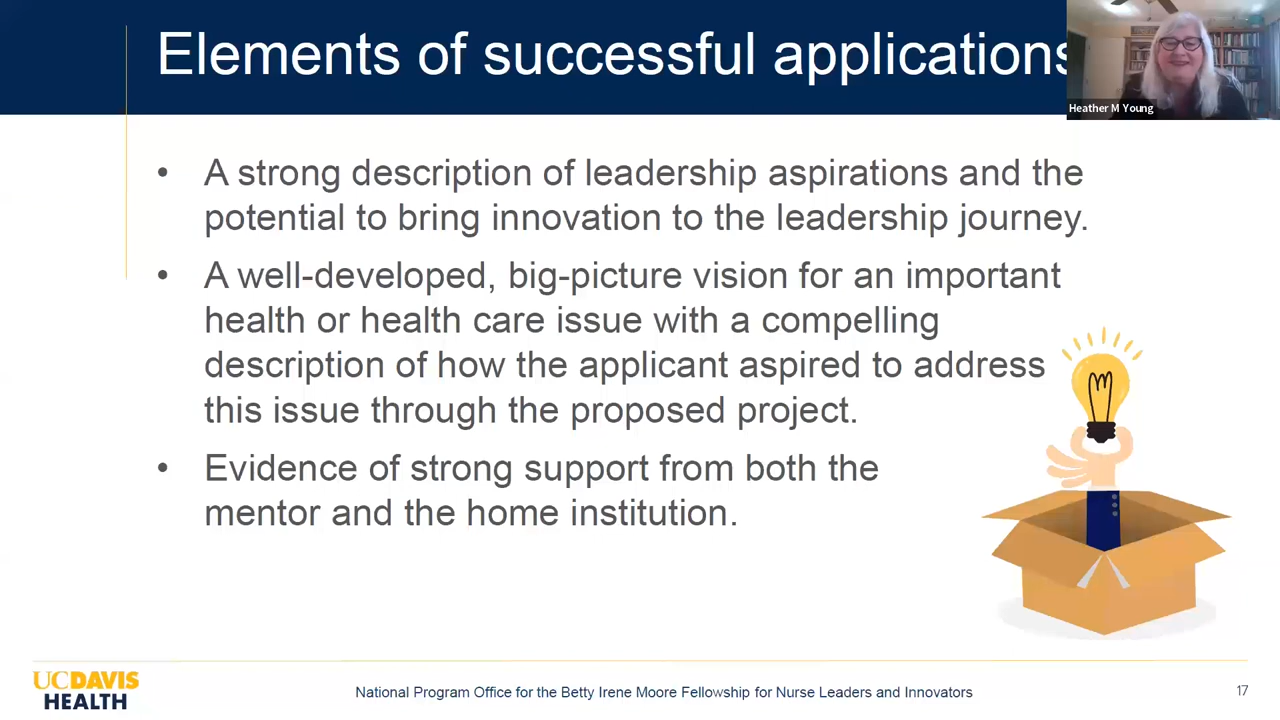 Elements of successful applications
Heather M Young
• A strong description of leadership aspirations and the
potential to bring innovation to the leadership journey.
• A well-developed, big-picture vision for an important
health or health care issue with a compelling
description of how the applicant aspired to address
this issue through the proposed project.
• Evidence of strong support from both the
mentor and the home institution.
UCDAVIS
HEALTH
National Program Office for the Betty Irene Moore Fellowship for Nurse Leaders and Innovators
17